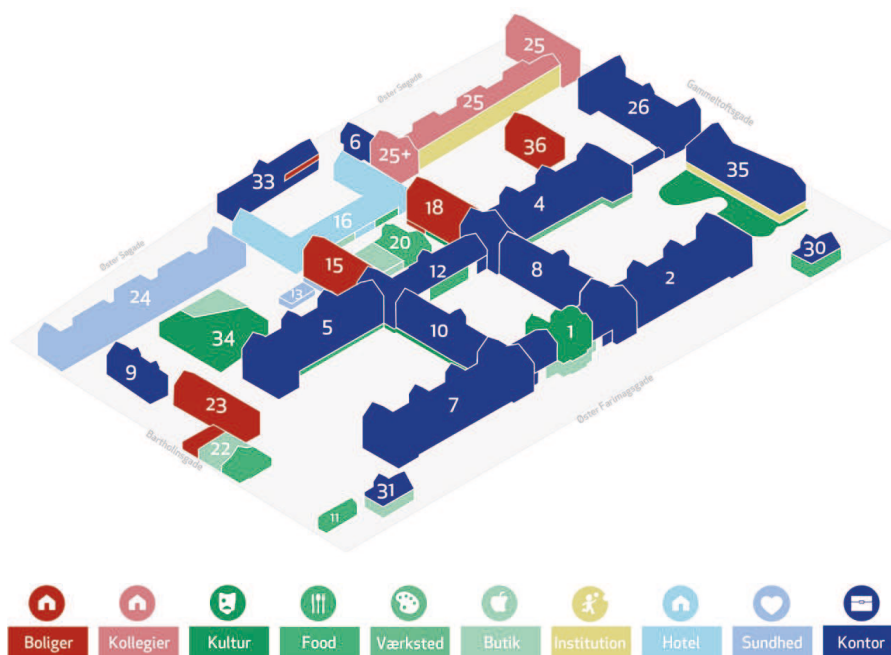 25
Øster Søgade
25
Gammeltoftsgade
26
6
25+
36
33
35
18
4
16
20
30
15
12
8
2
Øster Søgade
13
24
5
10
1
34
9
7
Øster Farimagsgade
23
Bartholinsgade
22
31
11
Boliger
Kollegier
Kultur
Food
Værksted
Butik
Institution
Hotel
Sundhed
Kontor